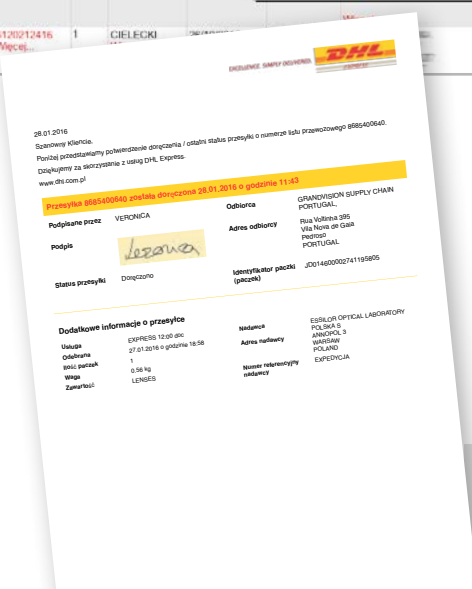 3120212416 1 CIELECKI
Więcej...
EXCELLENCE. SIMPLY DELIVERED.
DHL
EXPRESS
28.01.2016
Szanowny Kliencie,
Poniżej przedstawiamy potwierdzenie doręczenia / ostatni status przesyłki o numerze listu przewozowego 8685400640.
Dziękujemy za skorzystanie z usług DHL Express.
www.dhl.com.pl
Przesyłka 8685400640 została doręczona 28.01.2016 o godzinie 11:43
Podpisane przez VERONICA
Podpis Veronica
Status przesyłki Doręczono
Odbiorca GRANDVISION SUPPLY CHAIN
PORTUGAL,
Adres odbiorcy Rua Voltinha 395
Vila Nova de Gaia
Pedroso
PORTUGAL
Identyfikator paczki JD014600002741195805
(paczek)
Dodatkowe informacje o przesyłce
Usługa EXPRESS 12:00 doc
Odebrana 27.01.2016 o godzinie 18:58
Ilość paczek 1
Waga 0,56 kg
Zawartość LENSES
Nadawca ESSILOR OPTICAL LABORATORY
POLSKA S
Adres nadawcy ANNOPOL 3
WARSAW
POLAND
Numer referencyjny EXPEDYCJA
nadawcy